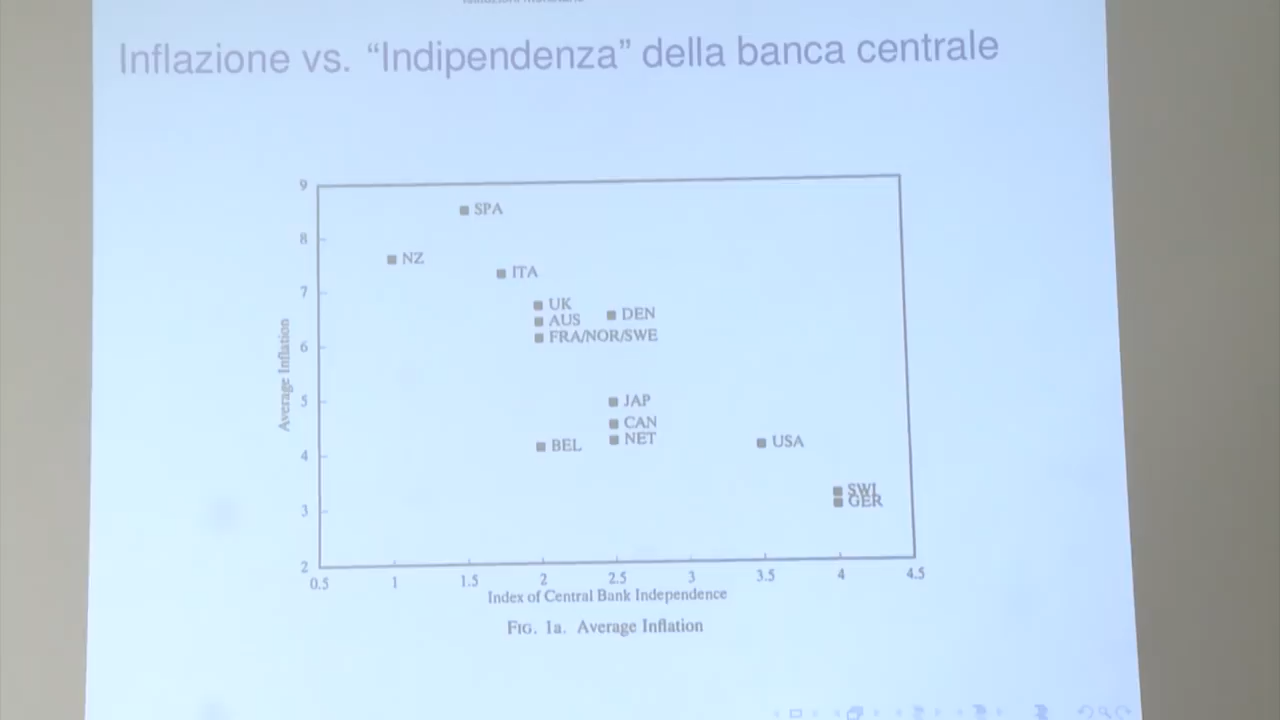 Inflazione vs. “Indipendenza” della banca centrale
9
SPA
8
NZ
ITA
7
UK
DEN
AUS
FRA/NOR/SWE
6
Average Inflation
5
JAP
CAN
NET
BEL
USA
4
SWI
GER
3
2
0.5 1 1.5 2 2.5 3 3.5 4 4.5
Index of Central Bank Independence
FIG. 1a. Average Inflation